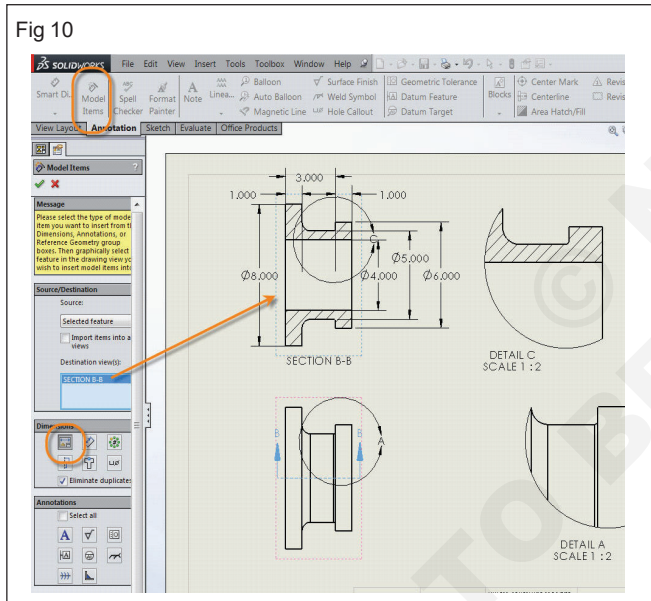 Fig 10
SOLIDWORKS File Edit View Insert Tools Toolbox Window Help
Smart Di... Model Items Spell Checker Format Painter Note Linea... Balloon Auto Balloon Magnetic Line Surface Finish Weld Symbol Hole Callout Geometric Tolerance Datum Feature Datum Target Blocks Center Mark Centerline Area Hatch/Fill Revis Revis
View Layout Annotation Sketch Evaluate Office Products
Model Items ?
Message
Please select the type of mode
item you want to insert from t
Dimensions, Annotations, or
Reference Geometry group
boxes. Then graphically select
feature in the drawing view yo
wish to insert model items into
Source/Destination
Source:
Selected feature
Import items into a
views
Destination view(s):
SECTION B-B
Dimensions
Eliminate duplicates
Annotations
Select all
A
3.000
1.000 1.000
C
Ø5.000
Ø8.000 Ø4.000 Ø6.000
SECTION B-B
DETAIL C
SCALE 1 : 2
B B
A
DETAIL A
SCALE 1 : 2